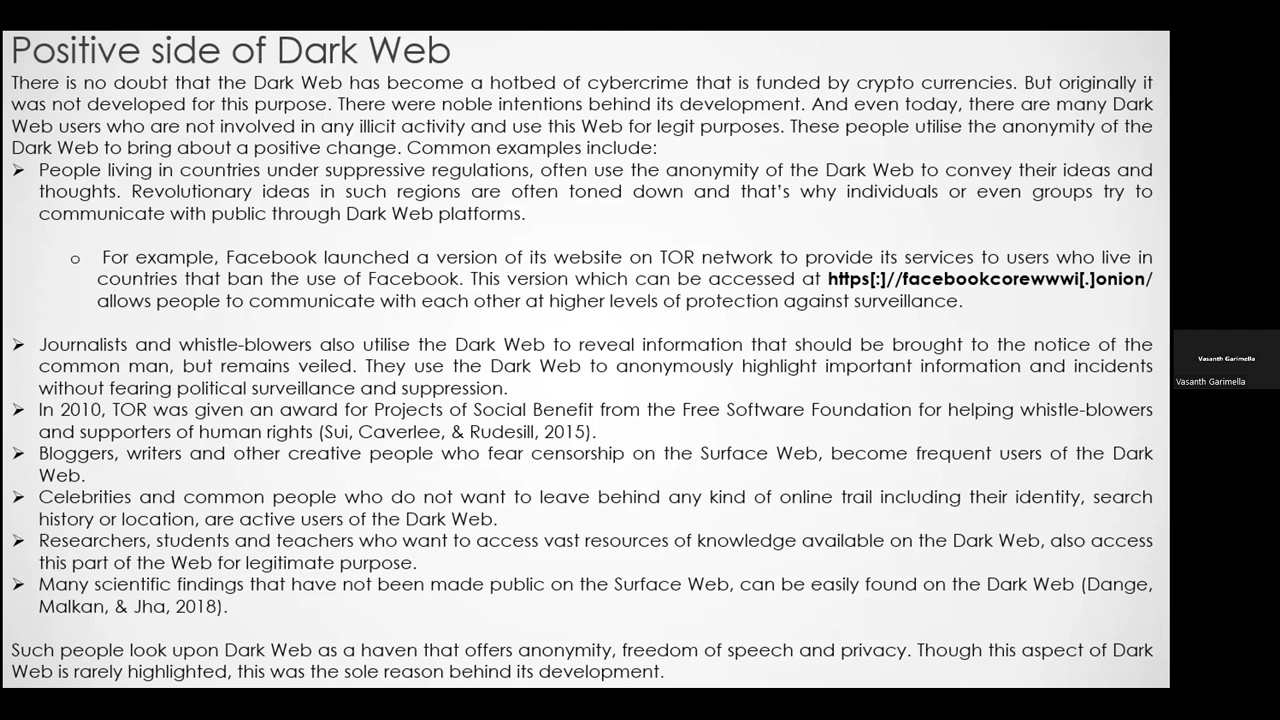 Positive side of Dark Web
There is no doubt that the Dark Web has become a hotbed of cybercrime that is funded by crypto currencies. But originally it
was not developed for this purpose. There were noble intentions behind its development. And even today, there are many Dark
Web users who are not involved in any illicit activity and use this Web for legit purposes. These people utilise the anonymity of the
Dark Web to bring about a positive change. Common examples include:
➢ People living in countries under suppressive regulations, often use the anonymity of the Dark Web to convey their ideas and
thoughts. Revolutionary ideas in such regions are often toned down and that's why individuals or even groups try to
communicate with public through Dark Web platforms.
o For example, Facebook launched a version of its website on TOR network to provide its services to users who live in
countries that ban the use of Facebook. This version which can be accessed at https[:]//facebookcorewwwi[.]onion/
allows people to communicate with each other at higher levels of protection against surveillance.
➢ Journalists and whistle-blowers also utilise the Dark Web to reveal information that should be brought to the notice of the
common man, but remains veiled. They use the Dark Web to anonymously highlight important information and incidents
without fearing political surveillance and suppression.
➢ In 2010, TOR was given an award for Projects of Social Benefit from the Free Software Foundation for helping whistle-blowers
and supporters of human rights (Sui, Caverlee, & Rudesill, 2015).
➢ Bloggers, writers and other creative people who fear censorship on the Surface Web, become frequent users of the Dark
Web.
➢ Celebrities and common people who do not want to leave behind any kind of online trail including their identity, search
history or location, are active users of the Dark Web.
➢ Researchers, students and teachers who want to access vast resources of knowledge available on the Dark Web, also access
this part of the Web for legitimate purpose.
➢ Many scientific findings that have not been made public on the Surface Web, can be easily found on the Dark Web (Dange,
Malkan, & Jha, 2018).
Such people look upon Dark Web as a haven that offers anonymity, freedom of speech and privacy. Though this aspect of Dark
Web is rarely highlighted, this was the sole reason behind its development.
Vasanth Garimella
Vasanth Garimella